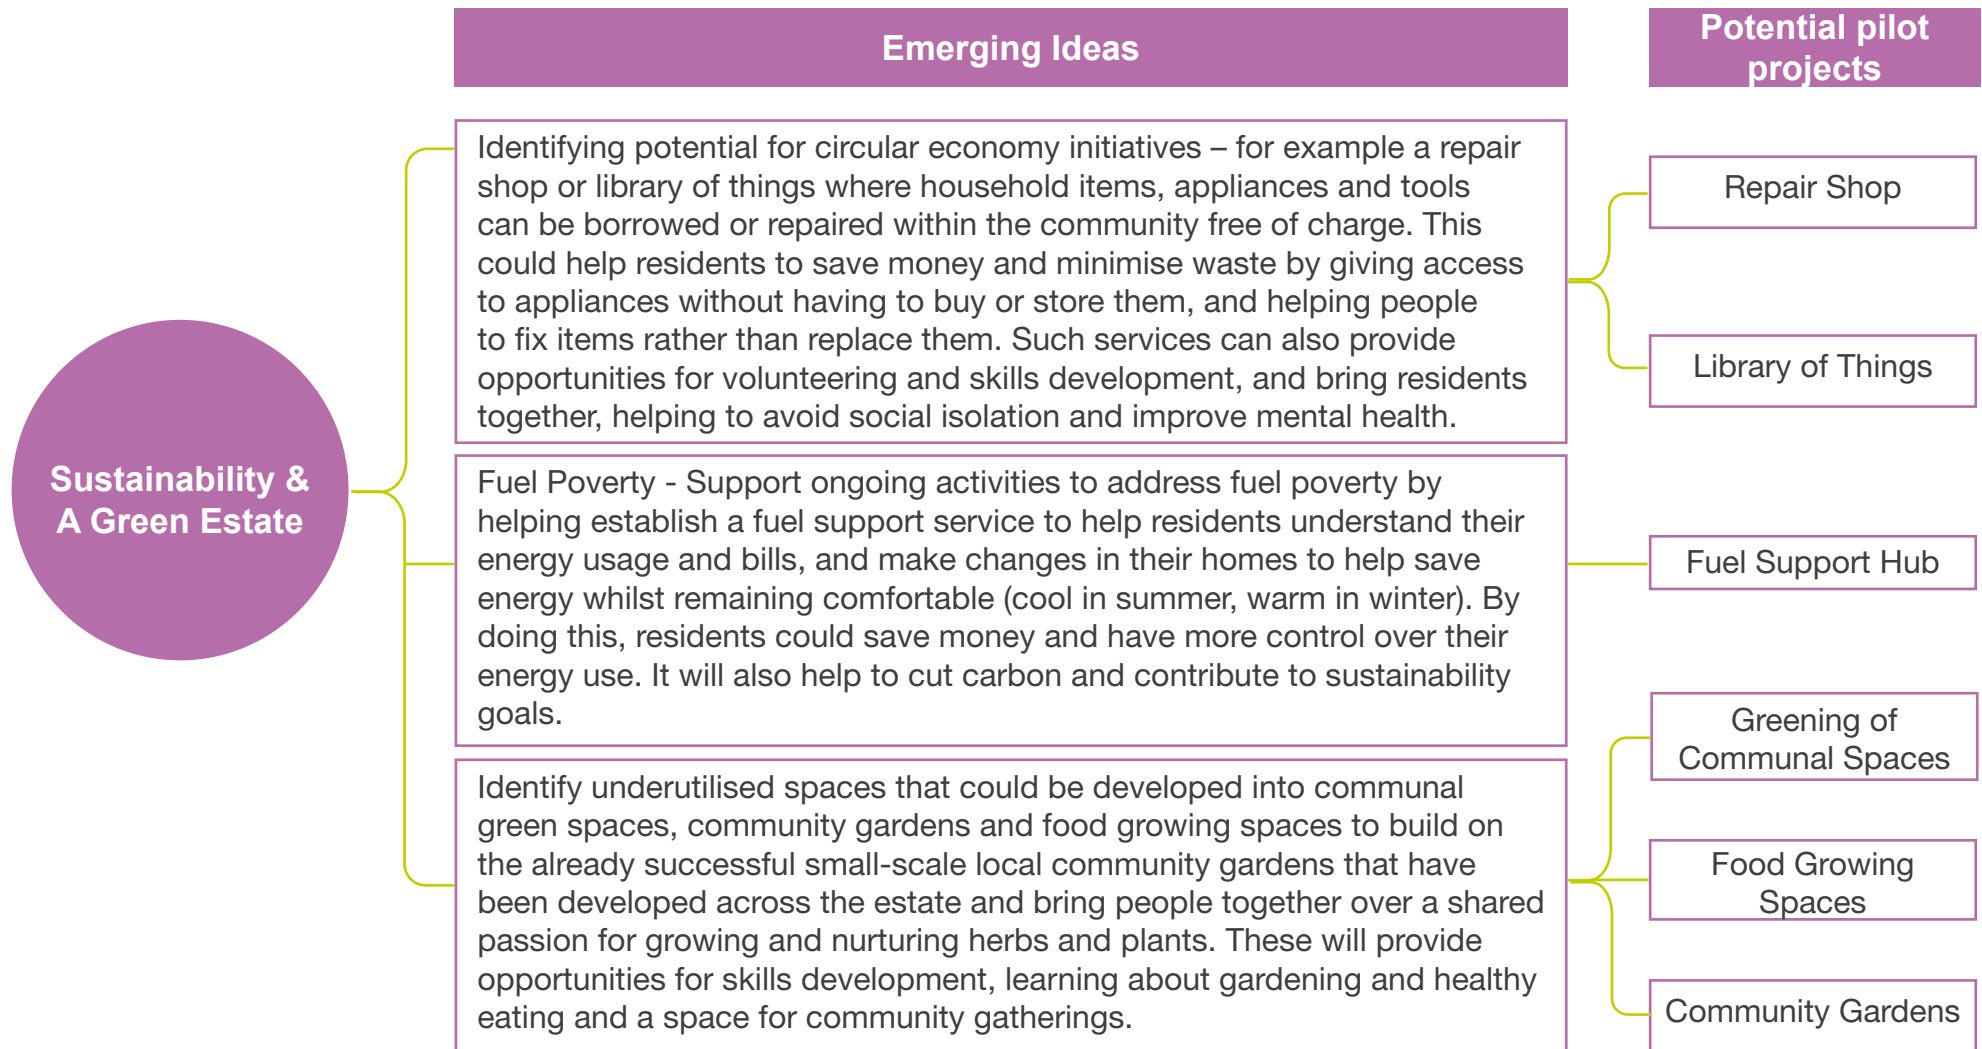 Emerging Ideas
Potential pilot
projects
Sustainability &
A Green Estate
Identifying potential for circular economy initiatives – for example a repair
shop or library of things where household items, appliances and tools
can be borrowed or repaired within the community free of charge. This
could help residents to save money and minimise waste by giving access
to appliances without having to buy or store them, and helping people
to fix items rather than replace them. Such services can also provide
opportunities for volunteering and skills development, and bring residents
together, helping to avoid social isolation and improve mental health.
Repair Shop
Library of Things
Fuel Poverty - Support ongoing activities to address fuel poverty by
helping establish a fuel support service to help residents understand their
energy usage and bills, and make changes in their homes to help save
energy whilst remaining comfortable (cool in summer, warm in winter). By
doing this, residents could save money and have more control over their
energy use. It will also help to cut carbon and contribute to sustainability
goals.
Fuel Support Hub
Identify underutilised spaces that could be developed into communal
green spaces, community gardens and food growing spaces to build on
the already successful small-scale local community gardens that have
been developed across the estate and bring people together over a shared
passion for growing and nurturing herbs and plants. These will provide
opportunities for skills development, learning about gardening and healthy
eating and a space for community gatherings.
Greening of
Communal Spaces
Food Growing
Spaces
Community Gardens